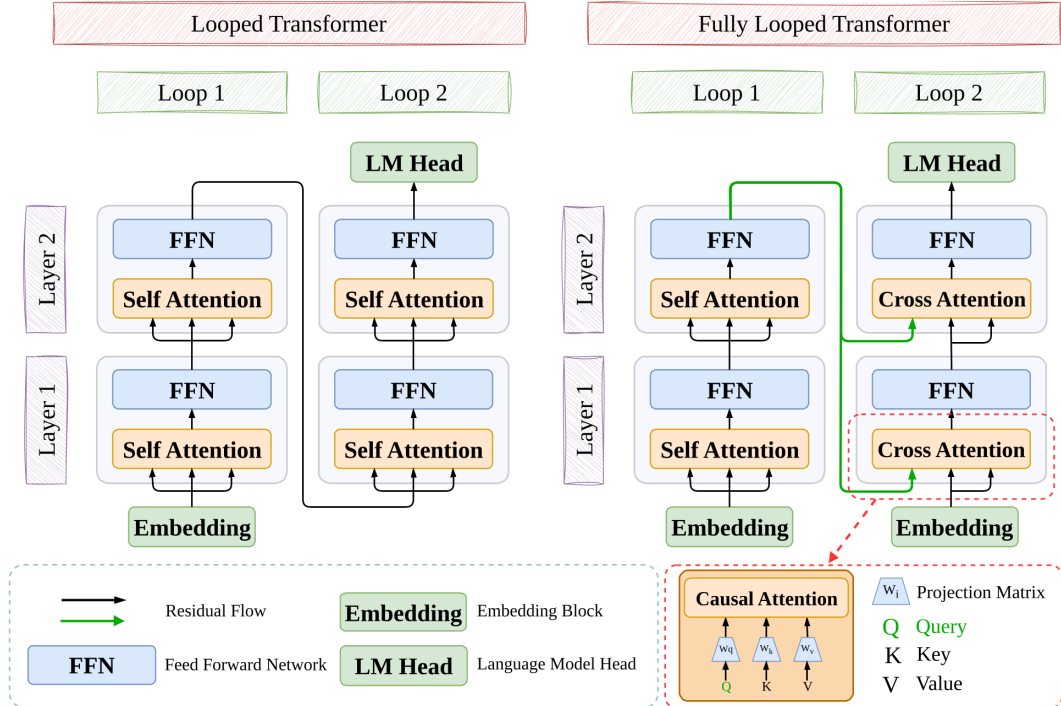 Looped Transformer
Fully Looped Transformer
Loop 1
Loop 2
Loop 1
Loop 2
LM Head
LM Head
Layer 2
FFN
FFN
Layer 2
FFN
FFN
Self Attention
Self Attention
Self Attention
Cross Attention
Layer 1
FFN
FFN
Layer 1
FFN
FFN
Self Attention
Self Attention
Self Attention
Cross Attention
Embedding
Embedding
Embedding
Residual Flow
Embedding
Embedding Block
FFN
Feed Forward Network
LM Head
Language Model Head
Causal Attention
Wq
Wk
Wv
Q
K
V
Wi
Projection Matrix
Q
Query
K
Key
V
Value